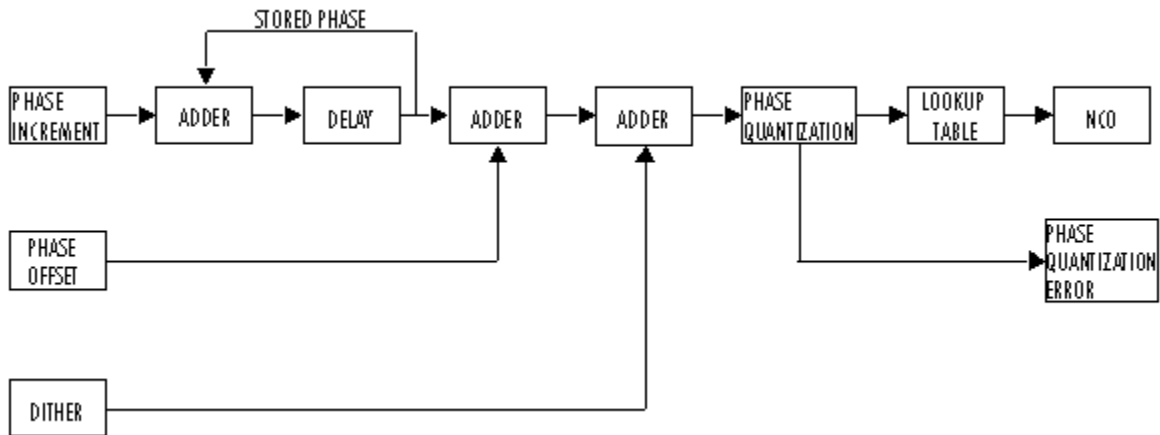 STORED PHASE
PHASE
INCREMENT
ADDER
DELAY
ADDER
ADDER
PHASE
QUANTIZATION
LOOKUP
TABLE
NCO
PHASE
OFFSET
PHASE
QUANTIZATION
ERROR
DITHER